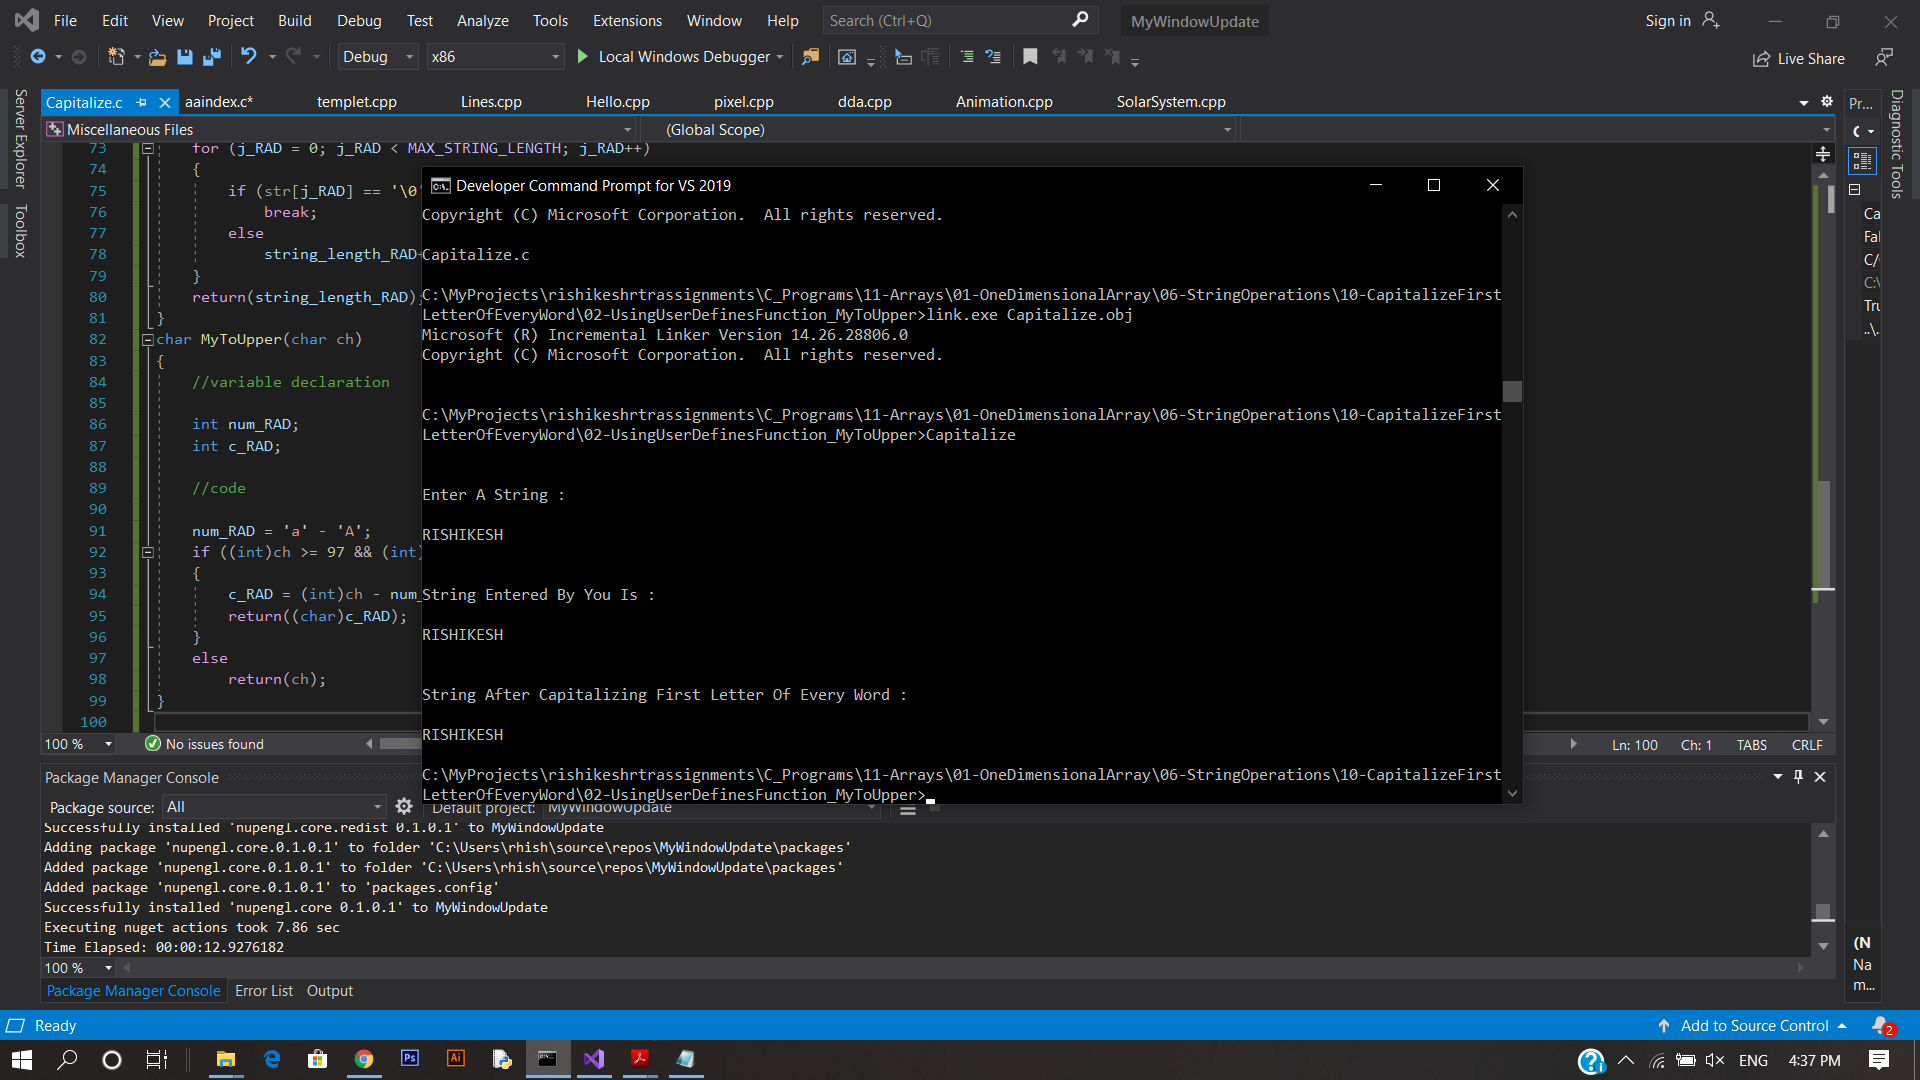 File Edit View Project Build Debug Test Analyze Tools Extensions Window Help Search (Ctrl+Q) MyWindowUpdate Sign in
Debug x86 Local Windows Debugger Live Share
Server Explorer
Toolbox
Capitalize.c aaindex.c* templet.cpp Lines.cpp Hello.cpp pixel.cpp dda.cpp Animation.cpp SolarSystem.cpp
Miscellaneous Files (Global Scope)
73 for (j_RAD = 0; j_RAD < MAX_STRING_LENGTH; j_RAD++)
74 {
75 if (str[j_RAD] == '\0'
76 break;
77 else
78 string_length_RAD
79 }
80 return(string_length_RAD)
81 }
82 char MyToUpper(char ch)
83 {
84 //variable declaration
85
86 int num_RAD;
87 int c_RAD;
88
89 //code
90
91 num_RAD = 'a' - 'A';
92 if ((int)ch >= 97 && (int)
93 {
94 c_RAD = (int)ch - num_
95 return((char)c_RAD);
96 }
97 else
98 return(ch);
99 }
100
100 % No issues found Ln: 100 Ch: 1 TABS CRLF
Developer Command Prompt for VS 2019
Copyright (C) Microsoft Corporation.  All rights reserved.
Capitalize.c
C:\MyProjects\rishikeshrtrassignments\C_Programs\11-Arrays\01-OneDimensionalArray\06-StringOperations\10-CapitalizeFirst
LetterOfEveryWord\02-UsingUserDefinesFunction_MyToUpper>link.exe Capitalize.obj
Microsoft (R) Incremental Linker Version 14.26.28806.0
Copyright (C) Microsoft Corporation.  All rights reserved.
C:\MyProjects\rishikeshrtrassignments\C_Programs\11-Arrays\01-OneDimensionalArray\06-StringOperations\10-CapitalizeFirst
LetterOfEveryWord\02-UsingUserDefinesFunction_MyToUpper>Capitalize
Enter A String :
RISHIKESH
String Entered By You Is :
RISHIKESH
String After Capitalizing First Letter Of Every Word :
RISHIKESH
C:\MyProjects\rishikeshrtrassignments\C_Programs\11-Arrays\01-OneDimensionalArray\06-StringOperations\10-CapitalizeFirst
LetterOfEveryWord\02-UsingUserDefinesFunction_MyToUpper>
Pr...
Ca
Fal
C/
C:\
Tru
..\.
(N
Na
m...
Diagnostic Tools
Package Manager Console
Package source: All Default project: MyWindowUpdate
Successfully installed 'nupengl.core.redist 0.1.0.1' to MyWindowUpdate
Adding package 'nupengl.core.0.1.0.1' to folder 'C:\Users\rhish\source\repos\MyWindowUpdate\packages'
Added package 'nupengl.core.0.1.0.1' to folder 'C:\Users\rhish\source\repos\MyWindowUpdate\packages'
Added package 'nupengl.core.0.1.0.1' to 'packages.config'
Successfully installed 'nupengl.core 0.1.0.1' to MyWindowUpdate
Executing nuget actions took 7.86 sec
Time Elapsed: 00:00:12.9276182
100 %
Package Manager Console Error List Output
Ready Add to Source Control 2
Ps Ai ENG 4:37 PM